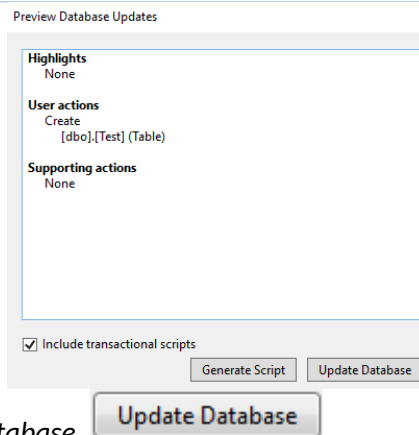 Preview Database Updates
Highlights
None
User actions
Create
[dbo].[Test] (Table)
Supporting actions
None
Include transactional scripts
Generate Script Update Database
Update Database